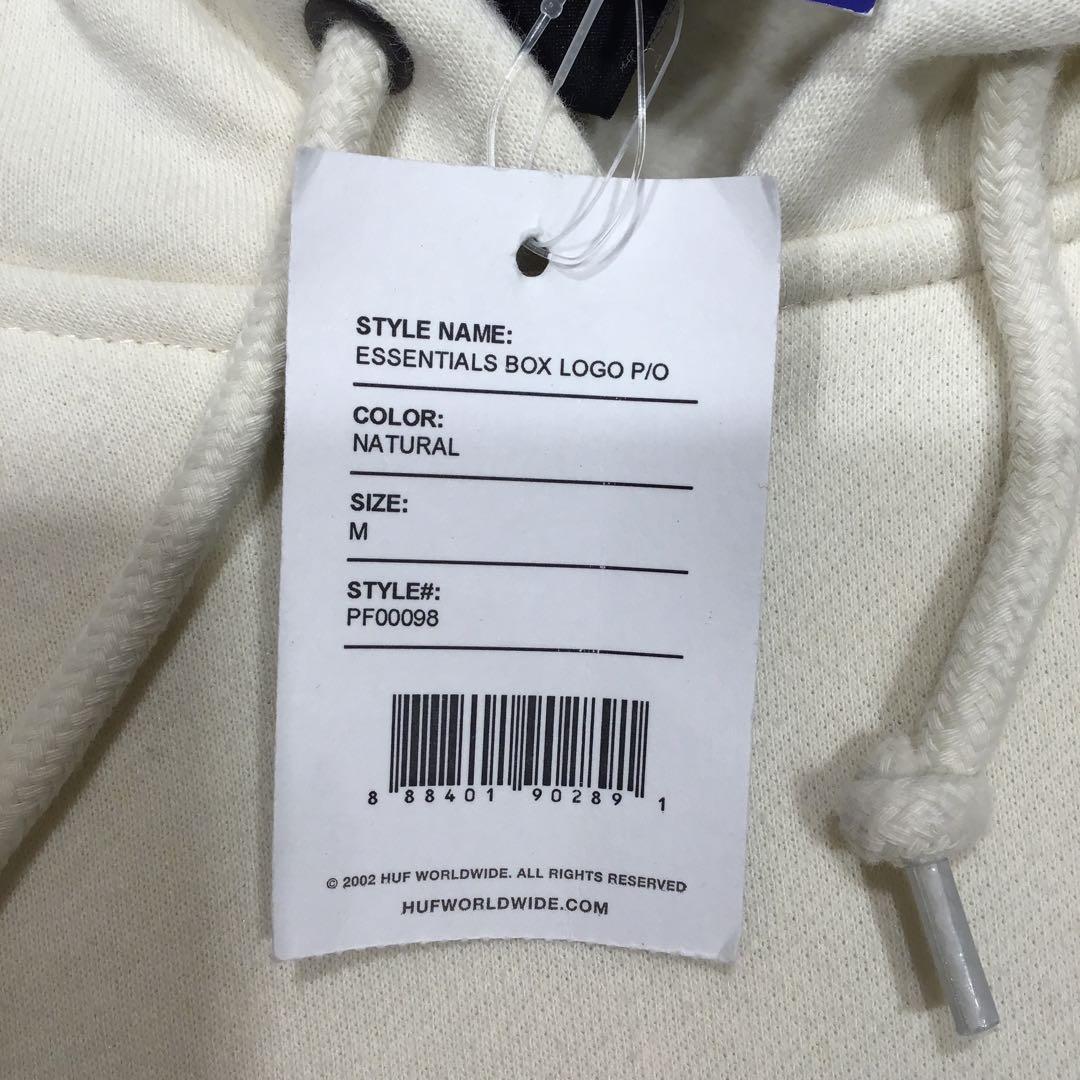 STYLE NAME:
ESSENTIALS BOX LOGO P/O
COLOR:
NATURAL
SIZE:
M
STYLE#:
PF00098
8 88401 90289 1
© 2002 HUF WORLDWIDE. ALL RIGHTS RESERVED
HUFWORLDWIDE.COM